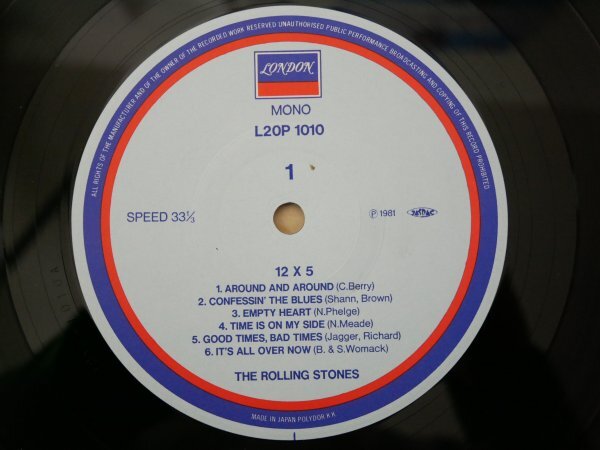 ALL RIGHTS OF THE MANUFACTURER AND OF THE OWNER OF THE RECORDED WORK RESERVED UNAUTHORISED PUBLIC PERFORMANCE BROADCASTING AND COPYING OF THIS RECORD PROHIBITED
LONDON
MONO
L20P 1010
1
SPEED 33⅓
℗ 1981 JASRAC
12 X 5
1. AROUND AND AROUND (C.Berry)
2. CONFESSIN' THE BLUES (Shann, Brown)
3. EMPTY HEART (N.Phelge)
4. TIME IS ON MY SIDE (N.Meade)
5. GOOD TIMES, BAD TIMES (Jagger, Richard)
6. IT'S ALL OVER NOW (B. & S.Womack)
THE ROLLING STONES
MADE IN JAPAN POLYDOR K.K.